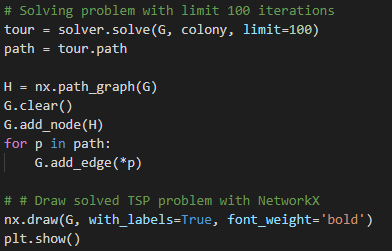 # Solving problem with limit 100 iterations
tour = solver.solve(G, colony, limit=100)
path = tour.path
H = nx.path_graph(G)
G.clear()
G.add_node(H)
for p in path:
    G.add_edge(*p)
# # Draw solved TSP problem with NetworkX
nx.draw(G, with_labels=True, font_weight='bold')
plt.show()